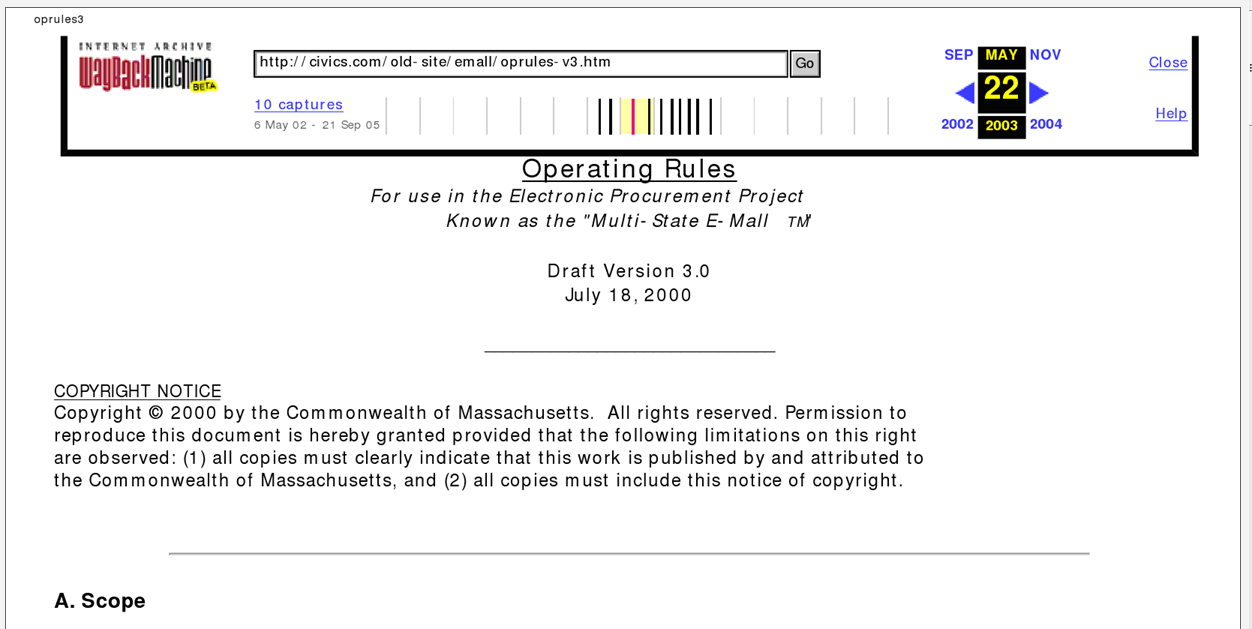 oprules3
INTERNET ARCHIVE
WayBackMachine
BETA
http://civics.com/old-site/emall/oprules-v3.htm
Go
SEP MAY NOV
Close
10 captures
22
6 May 02 - 21 Sep 05
Help
2002 2003 2004
Operating Rules
For use in the Electronic Procurement Project
Known as the "Multi-State E-Mall TM"
Draft Version 3.0
July 18, 2000
COPYRIGHT NOTICE
Copyright © 2000 by the Commonwealth of Massachusetts. All rights reserved. Permission to
reproduce this document is hereby granted provided that the following limitations on this right
are observed: (1) all copies must clearly indicate that this work is published by and attributed to
the Commonwealth of Massachusetts, and (2) all copies must include this notice of copyright.
A. Scope